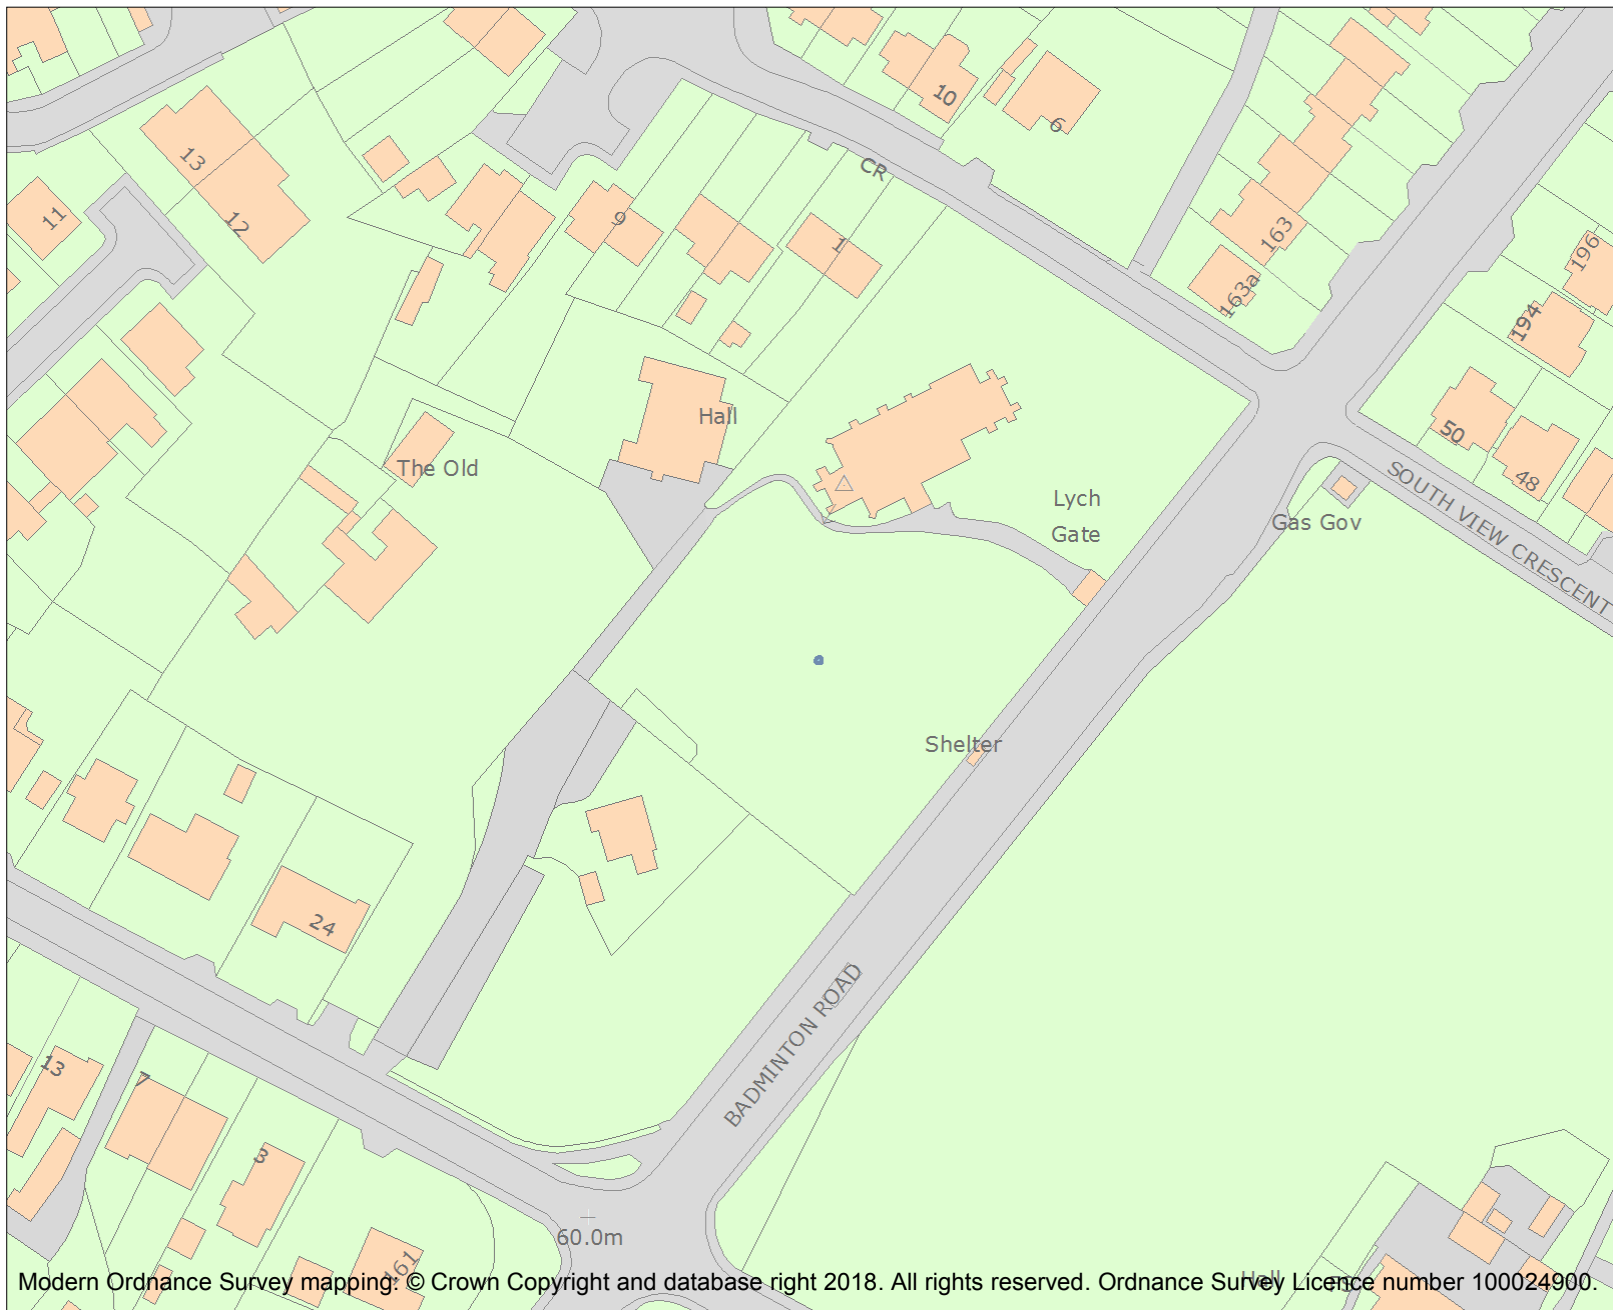 10
6
CR
13
11
12
9
1
163
196
163a
194
Hall
50
The Old
48
Lych
Gate
Gas Gov
SOUTH VIEW CRESCENT
Shelter
24
BADMINTON ROAD
13
7
3
60.0m
161
Hall
Modern Ordnance Survey mapping: © Crown Copyright and database right 2018. All rights reserved. Ordnance Survey Licence number 100024900.